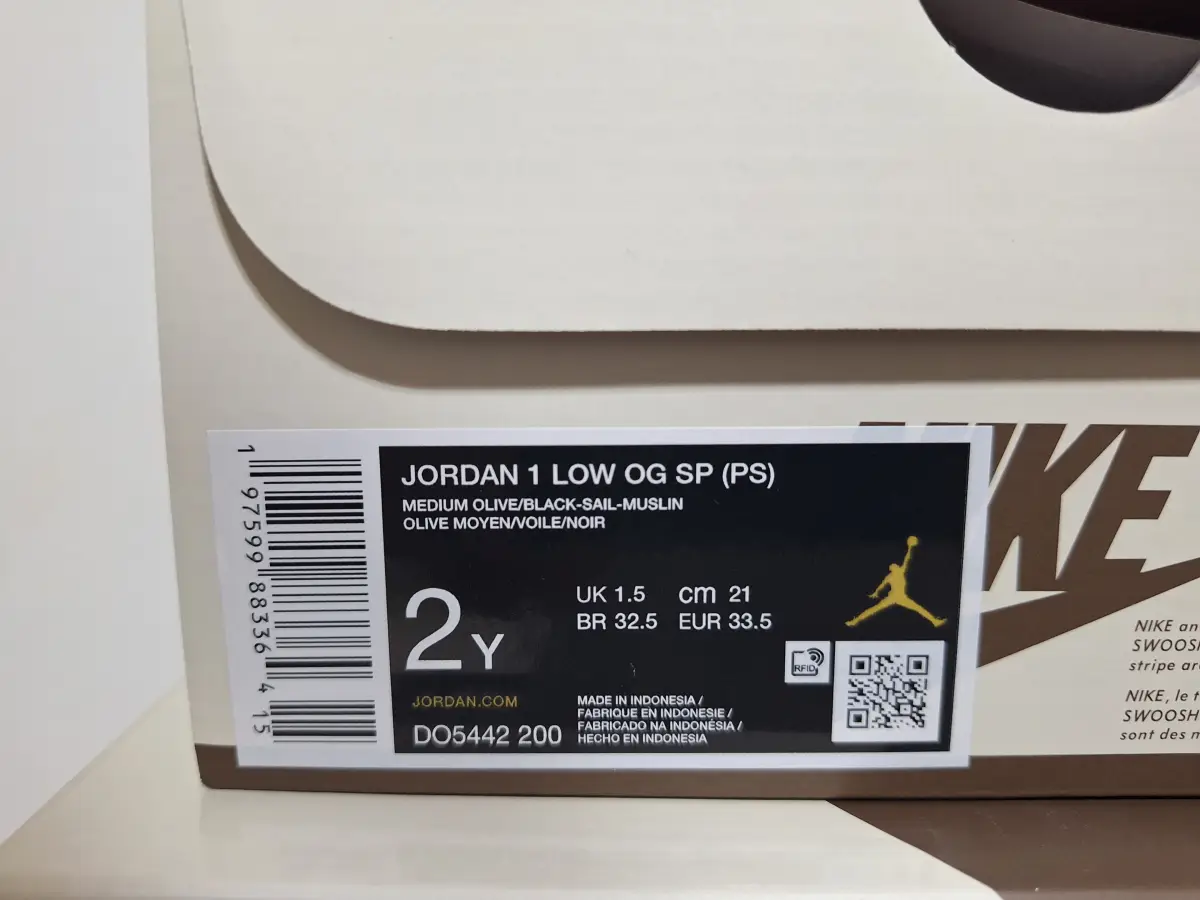 JORDAN 1 LOW OG SP (PS)
MEDIUM OLIVE/BLACK-SAIL-MUSLIN
OLIVE MOYEN/VOILE/NOIR
2Y
UK 1.5 cm 21
BR 32.5 EUR 33.5
RFID
JORDAN.COM
DO5442 200
MADE IN INDONESIA /
FABRIQUE EN INDONESIE /
FABRICADO NA INDONÉSIA /
HECHO EN INDONESIA
1 97599 88336 4 15
NIKE
NIKE an
SWOOSH
stripe ar
NIKE, le t
SWOOSH
sont des m